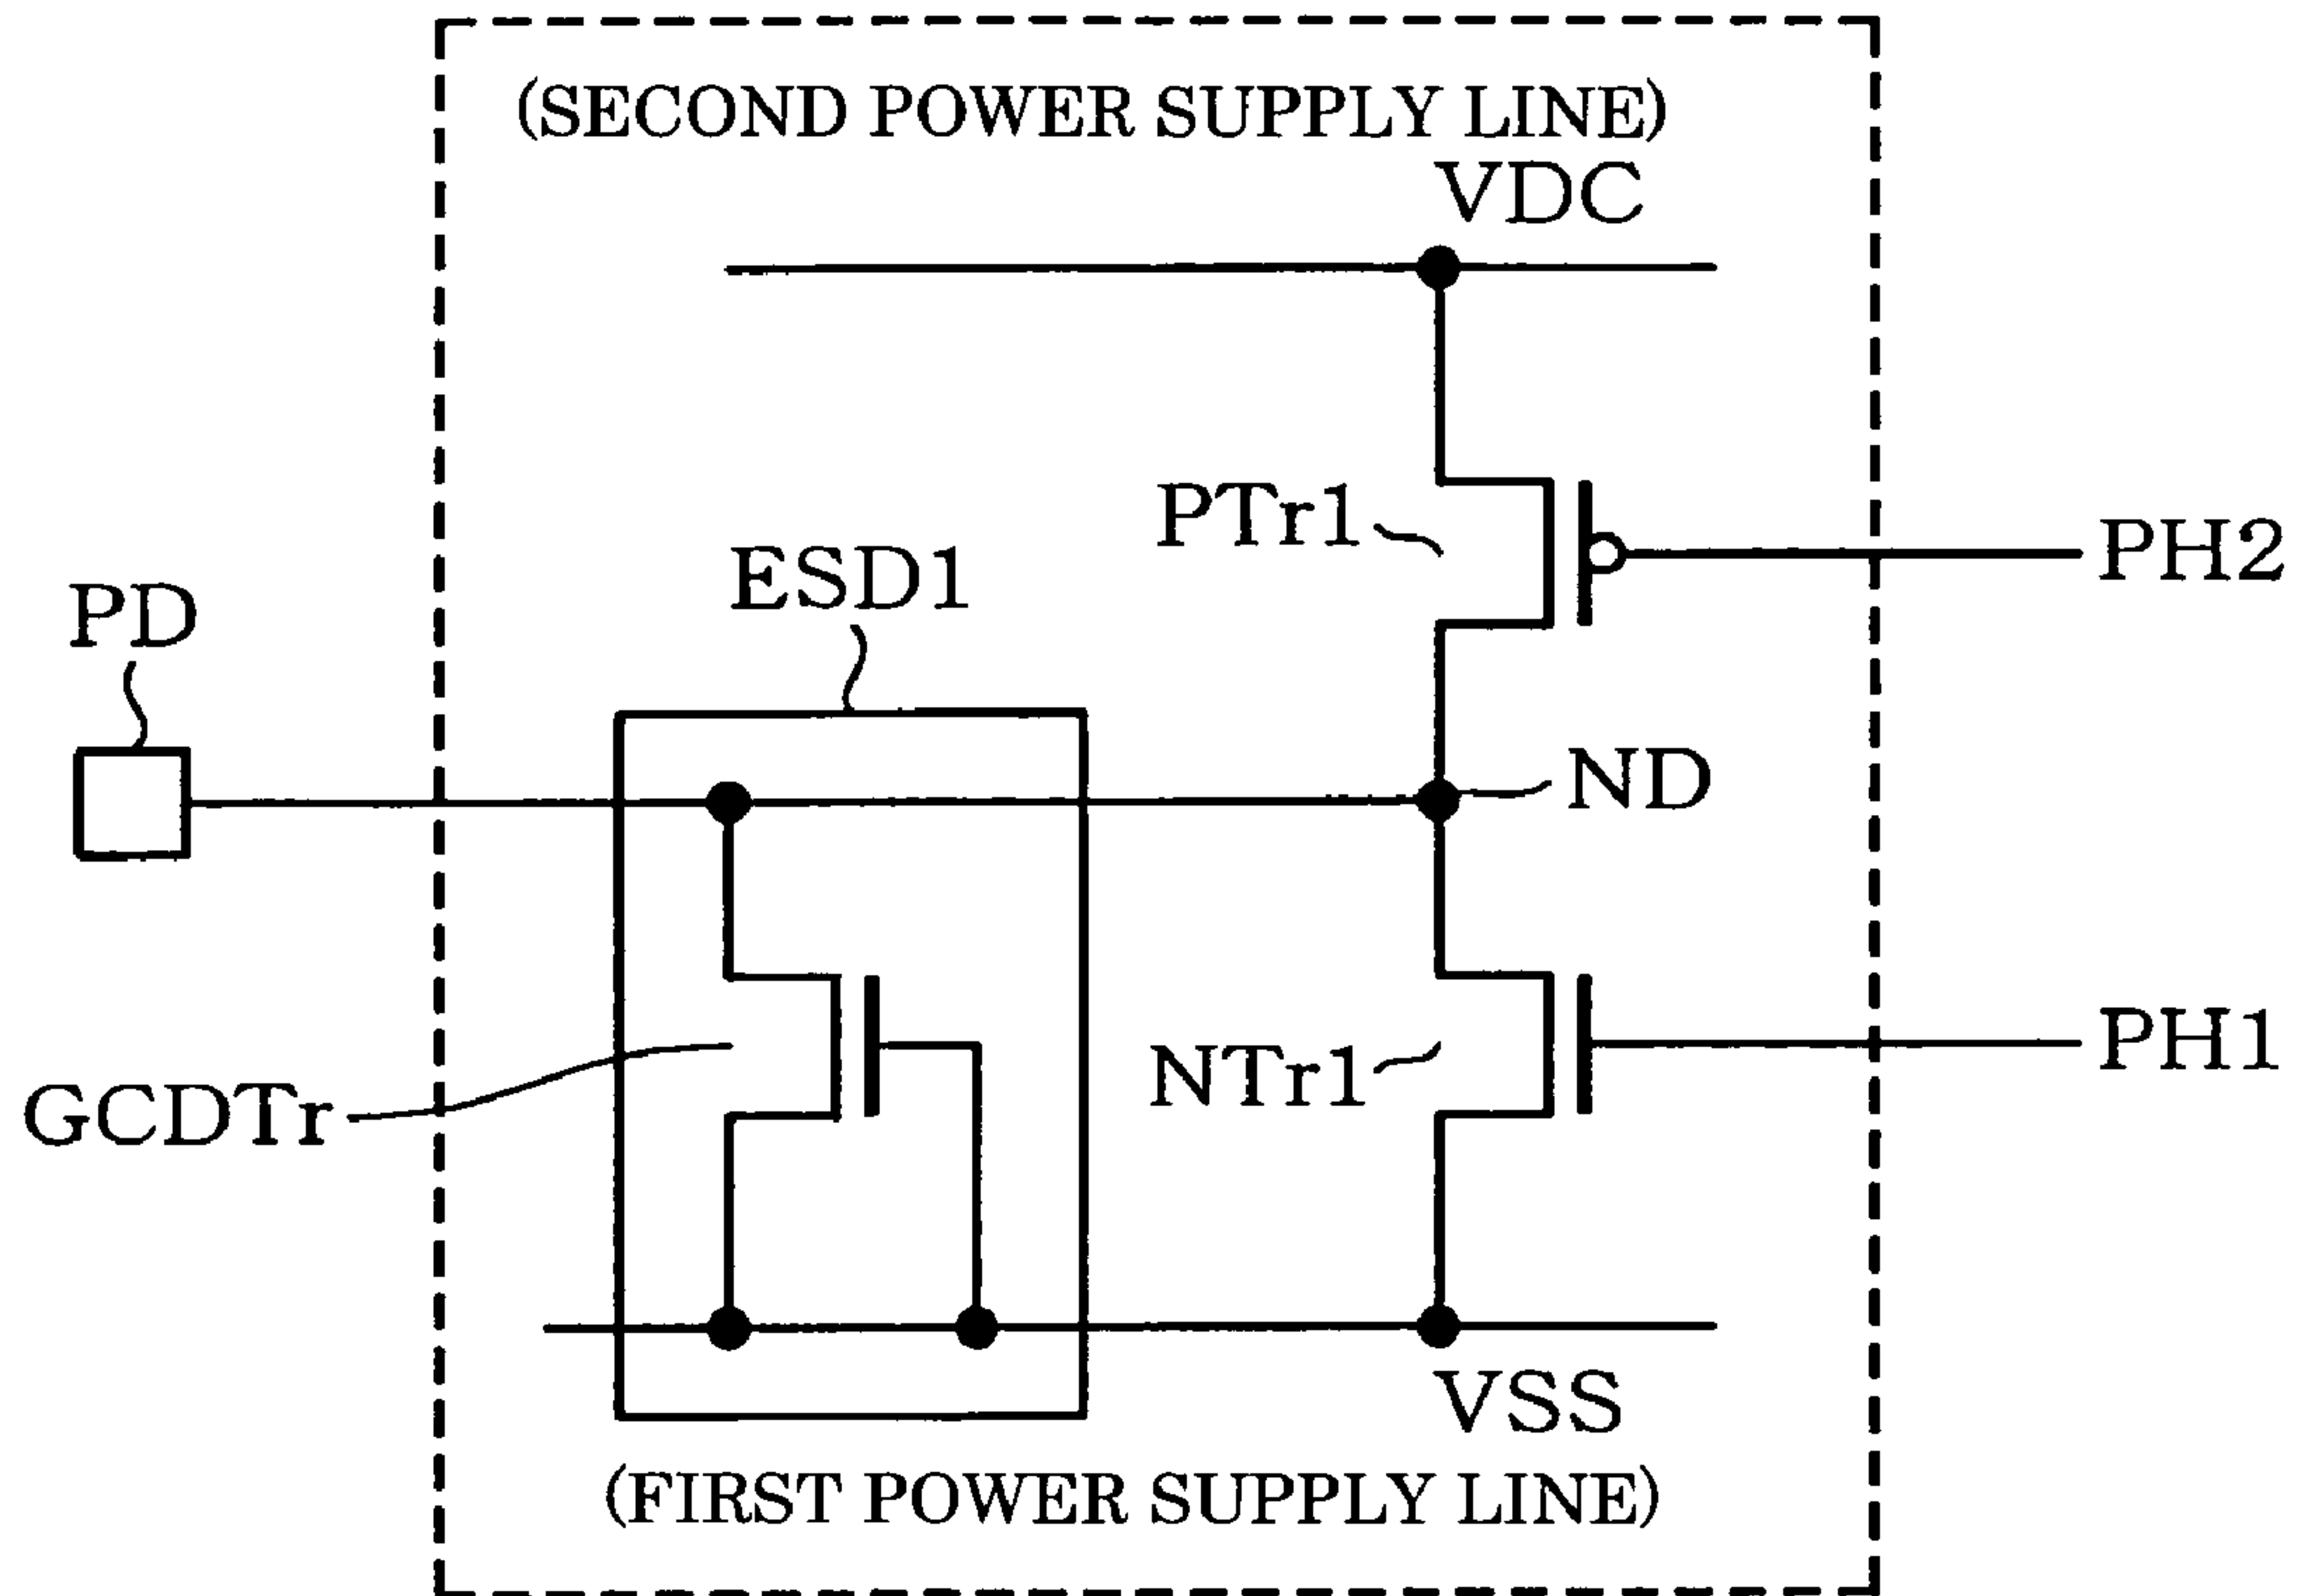 (SECOND POWER SUPPLY LINE)
VDC
PTr1
PH2
ESD1
PD
ND
NTr1
PH1
GCDTr
VSS
(FIRST POWER SUPPLY LINE)